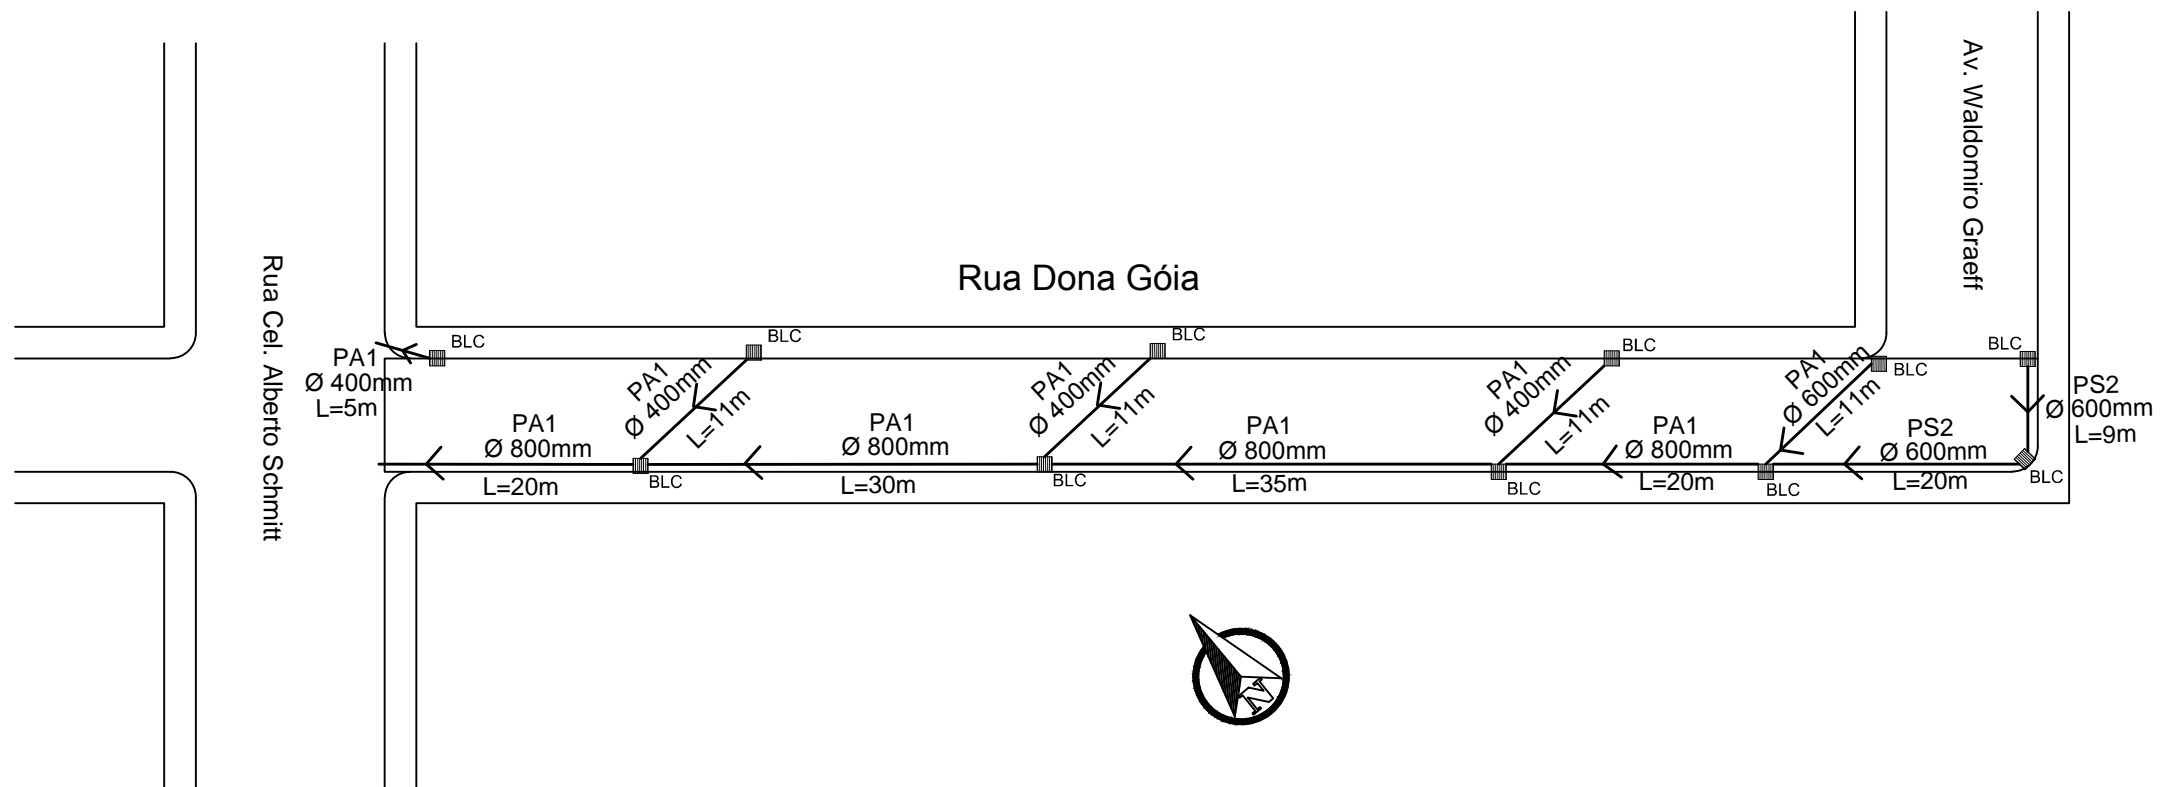 Av. Waldomiro Graeff
Rua Dona Góia
Rua Cel. Alberto Schmitt
BLC
BLC
BLC
BLC
BLC
BLC
PA1
Ø 400mm
L=5m
PA1
Ø 400mm
L=11m
PA1
Ø 400mm
L=11m
PA1
Ø 400mm
L=11m
PA1
Ø 600mm
L=11m
PS2
Ø 600mm
L=9m
PA1
Ø 800mm
L=20m
BLC
PA1
Ø 800mm
L=30m
BLC
PA1
Ø 800mm
L=35m
BLC
PA1
Ø 800mm
L=20m
BLC
PS2
Ø 600mm
L=20m
BLC
N